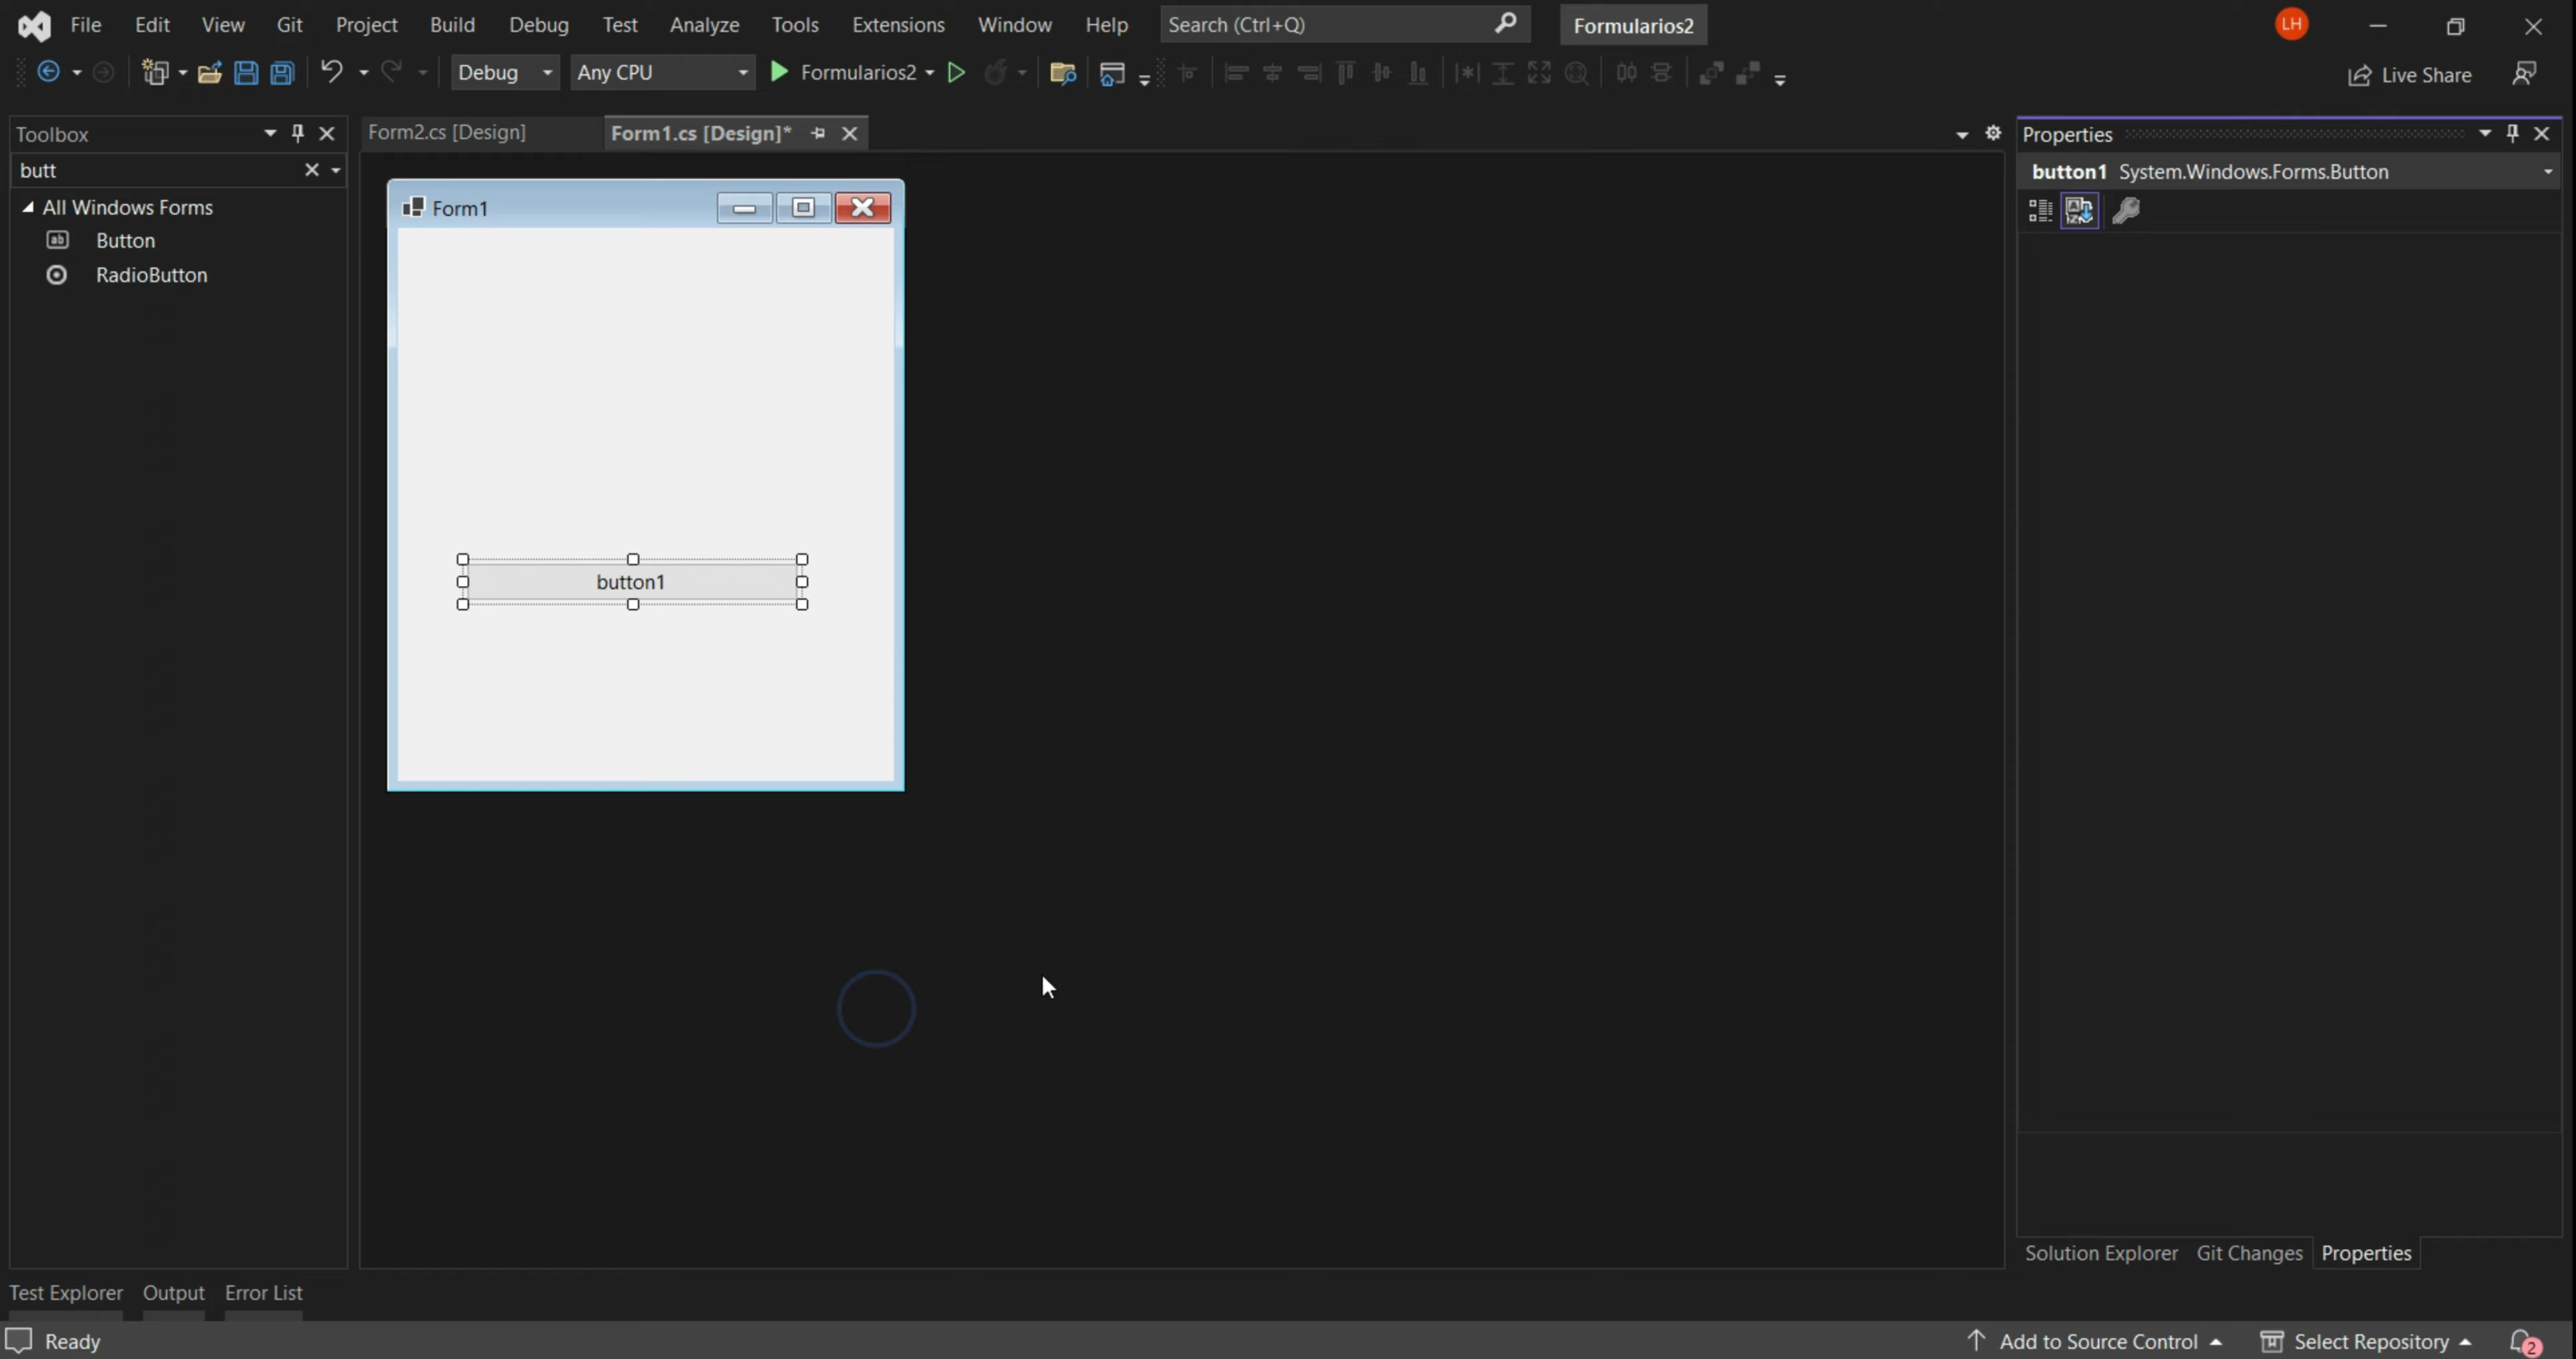 File Edit View Git Project Build Debug Test Analyze Tools Extensions Window Help Search (Ctrl+Q) Formularios2 LH
Debug Any CPU Formularios2 Live Share
Toolbox
butt
All Windows Forms
ab Button
RadioButton
Form2.cs [Design] Form1.cs [Design]*
Form1
button1
Properties
button1 System.Windows.Forms.Button
Solution Explorer Git Changes Properties
Test Explorer Output Error List
Ready Add to Source Control Select Repository 2